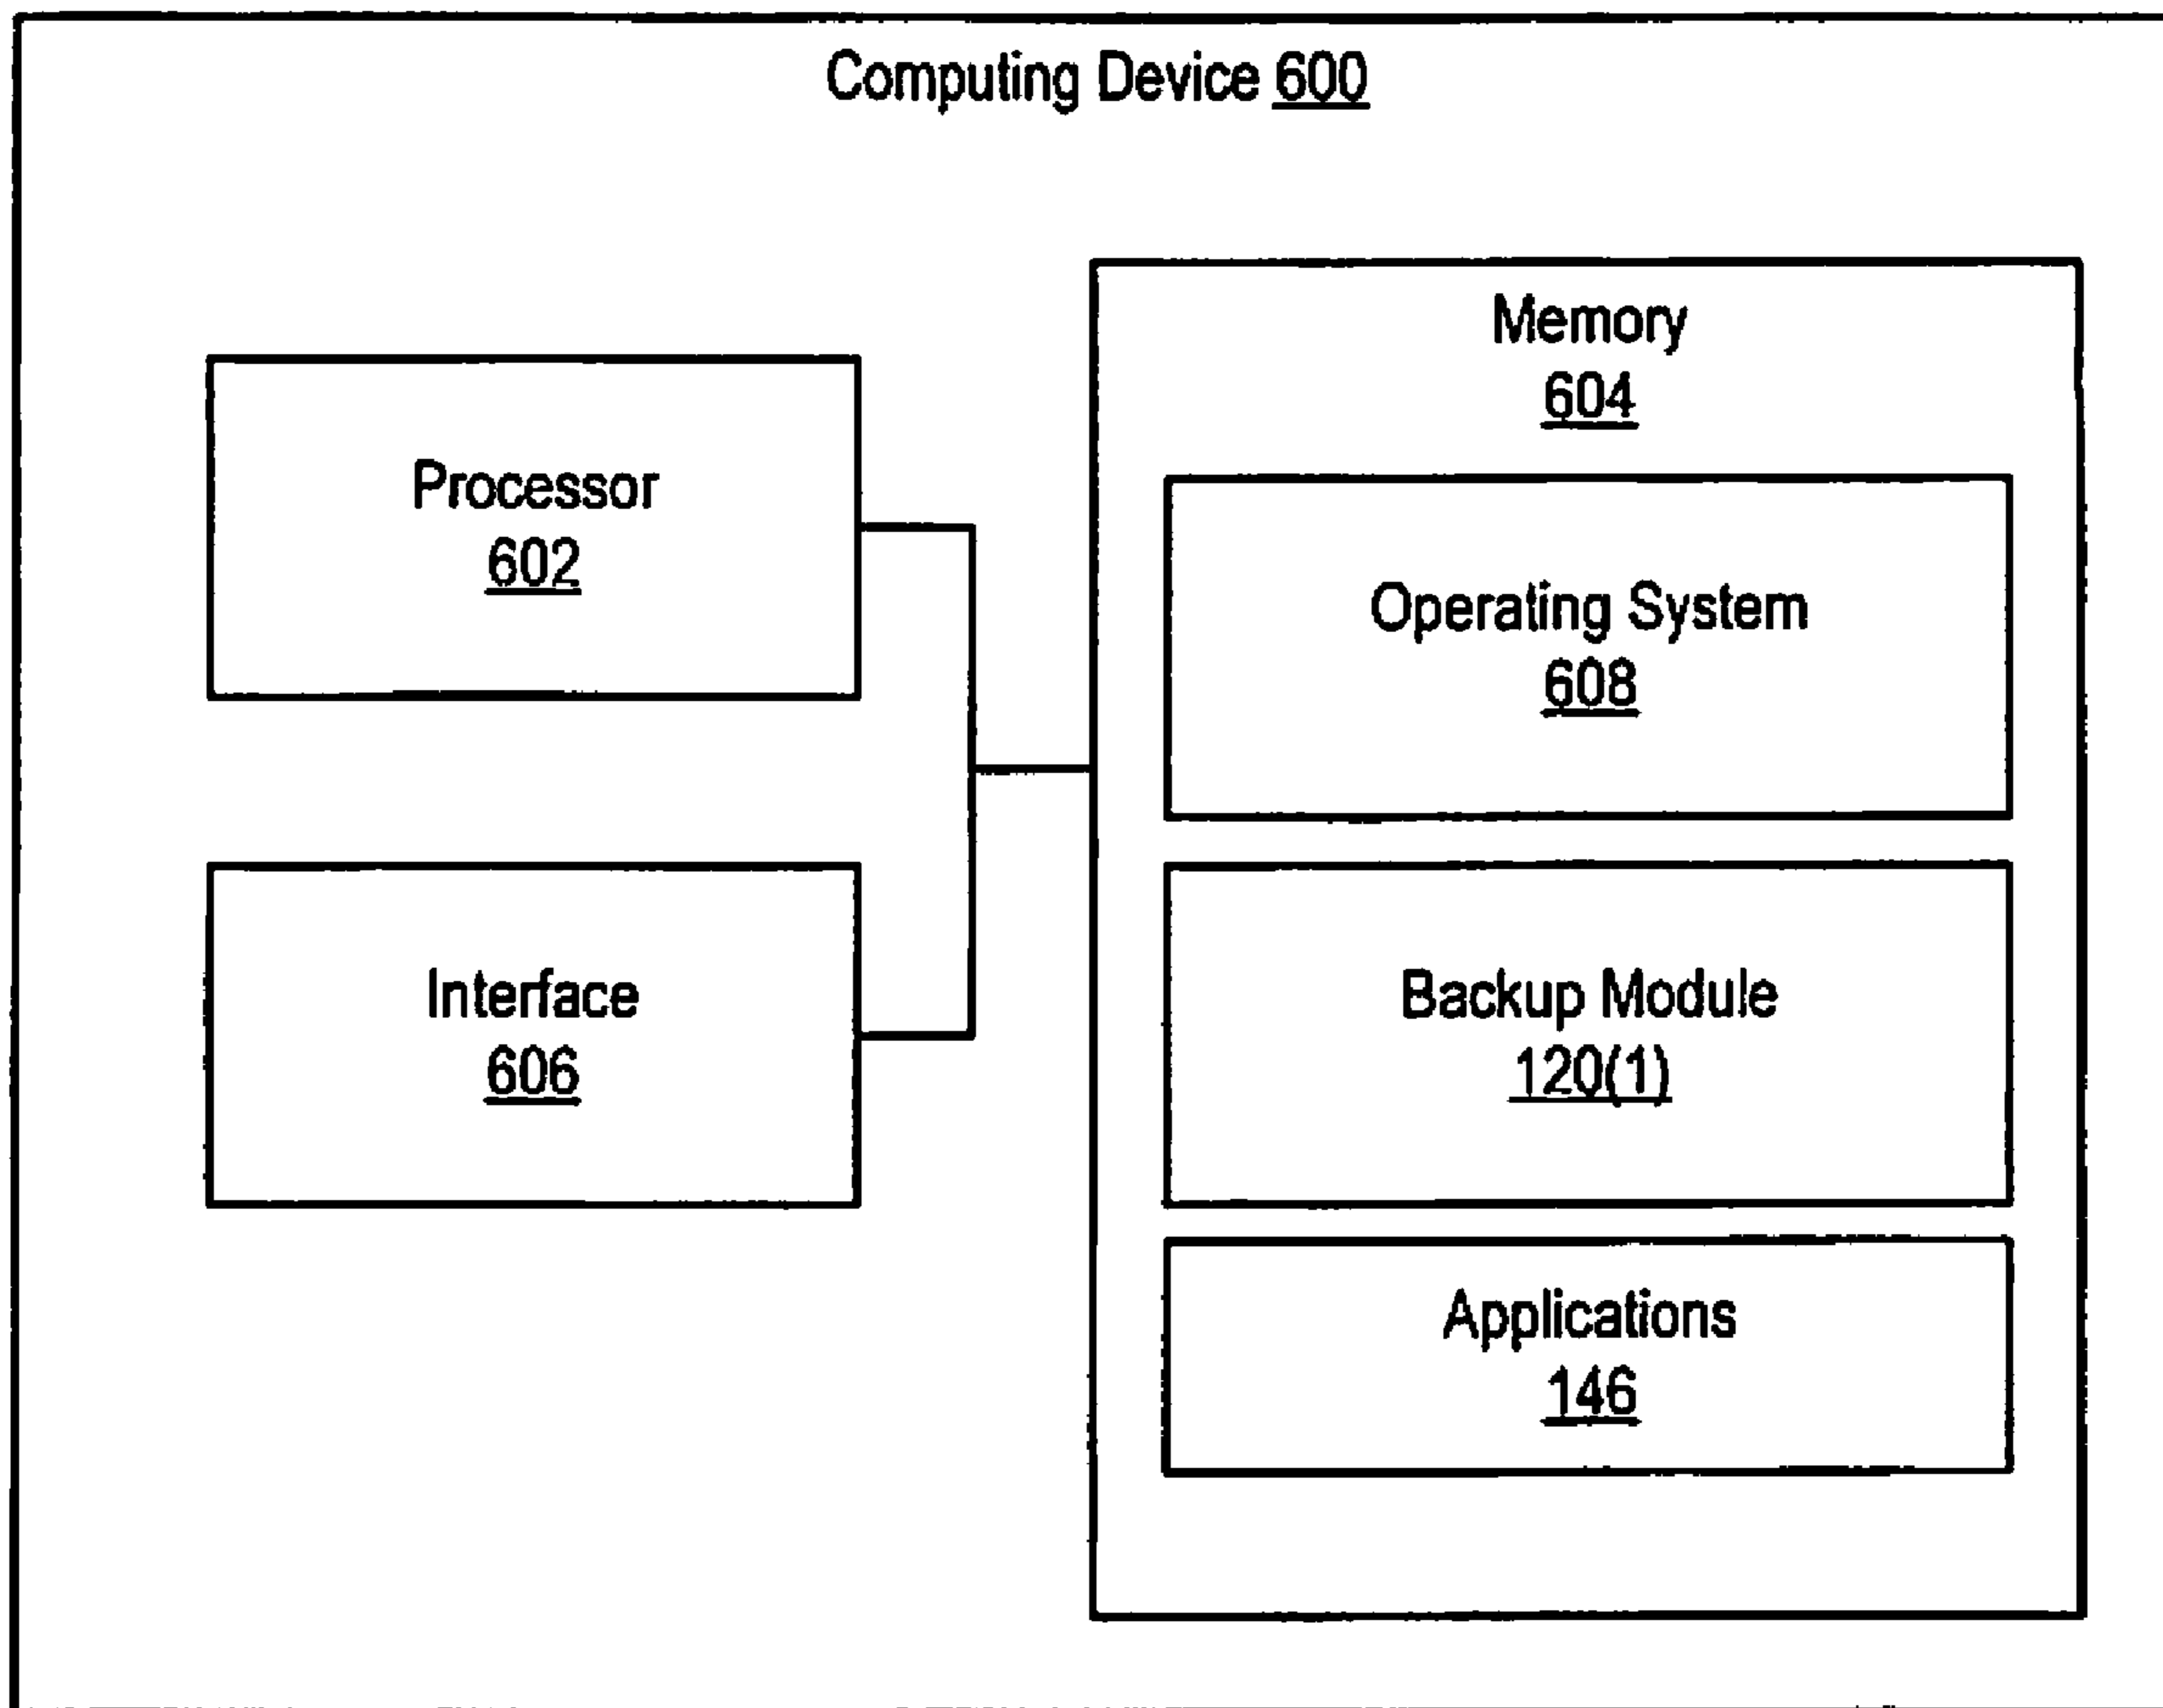 Computing Device 600
Memory
604
Processor
602
Operating System
608
Interface
606
Backup Module
120(1)
Applications
146